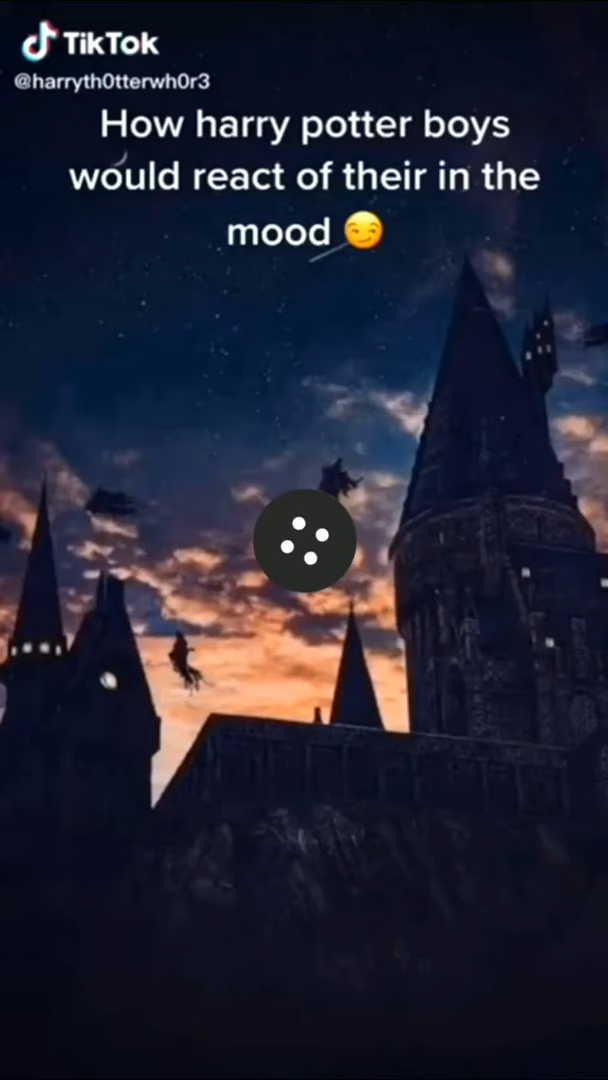 TikTok
@harryth0tterwh0r3
How harry potter boys
would react of their in the
mood 😏